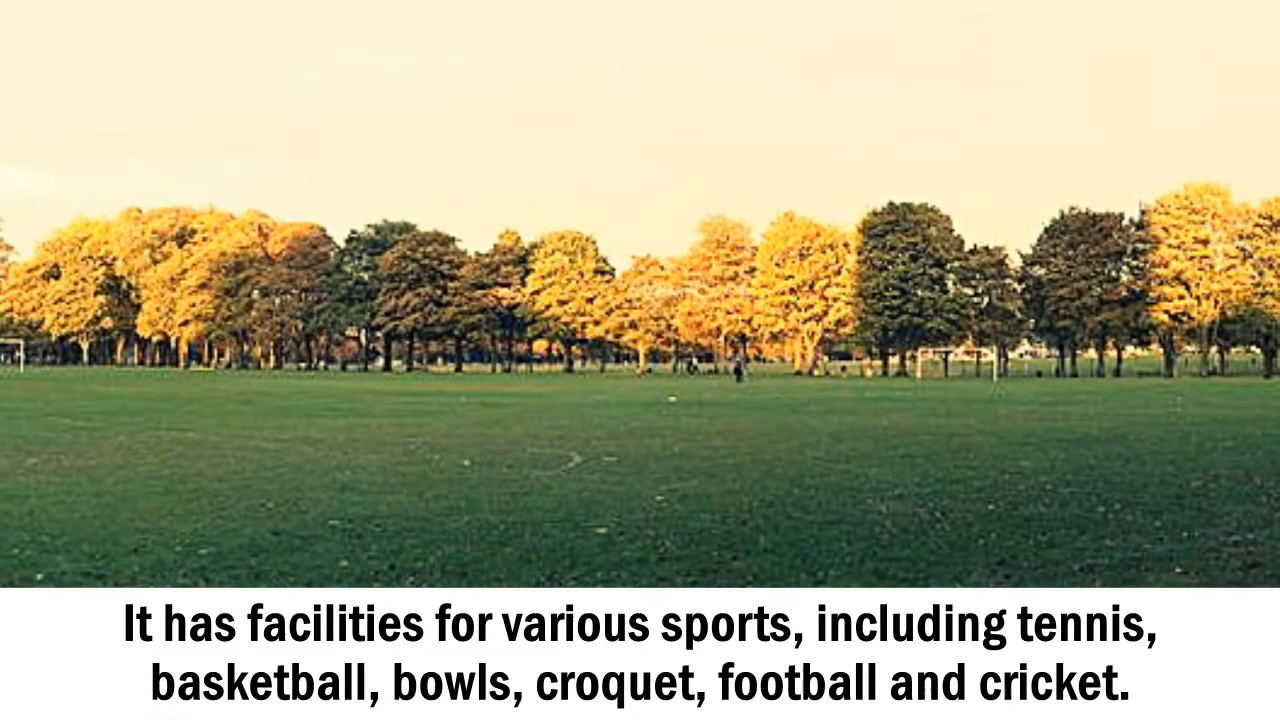 It has facilities for various sports, including tennis,
basketball, bowls, croquet, football and cricket.